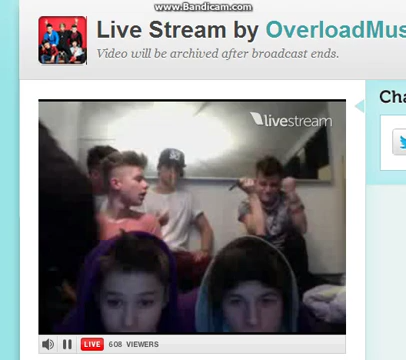 www.Bandicam.com
Live Stream by OverloadMus
Video will be archived after broadcast ends.
Cha
livestream
LIVE 608 VIEWERS